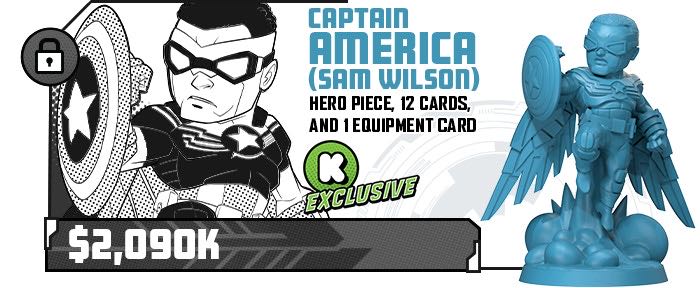 CAPTAIN
AMERICA
(SAM WILSON)
HERO PIECE, 12 CARDS,
AND 1 EQUIPMENT CARD
K
EXCLUSIVE
$2,090K